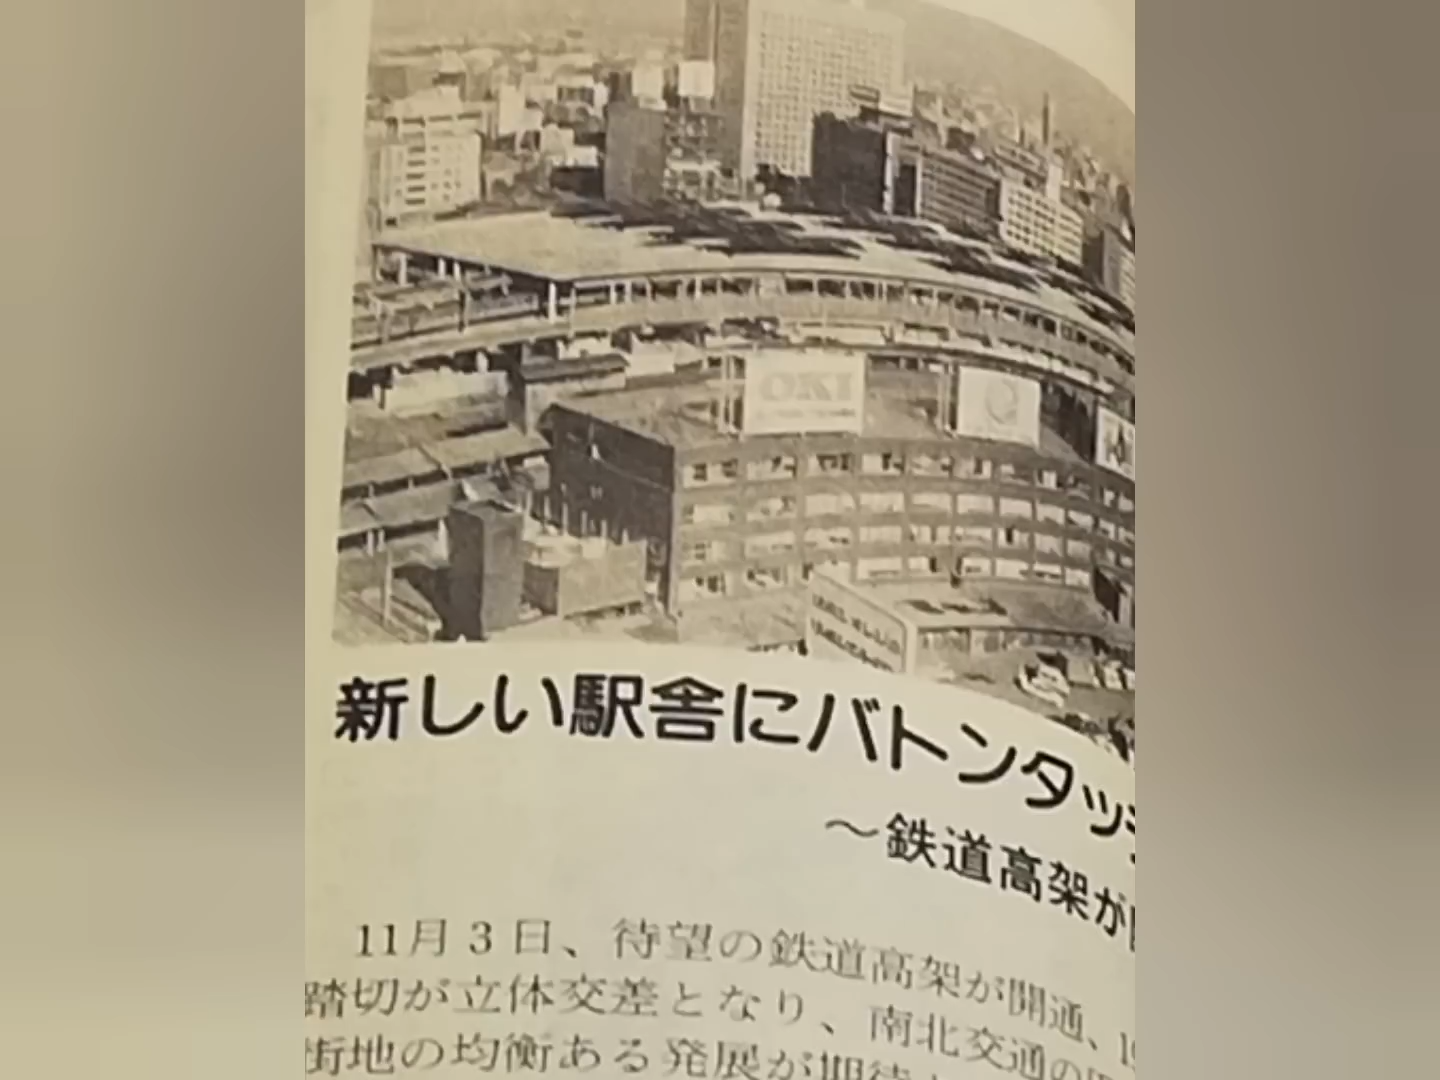 OKI
新しい駅舎にバトンタッ
〜鉄道高架が
11月3日、待望の鉄道高架が開通、
踏切が立体交差となり、南北交通の
街地の均衡ある発展が期待